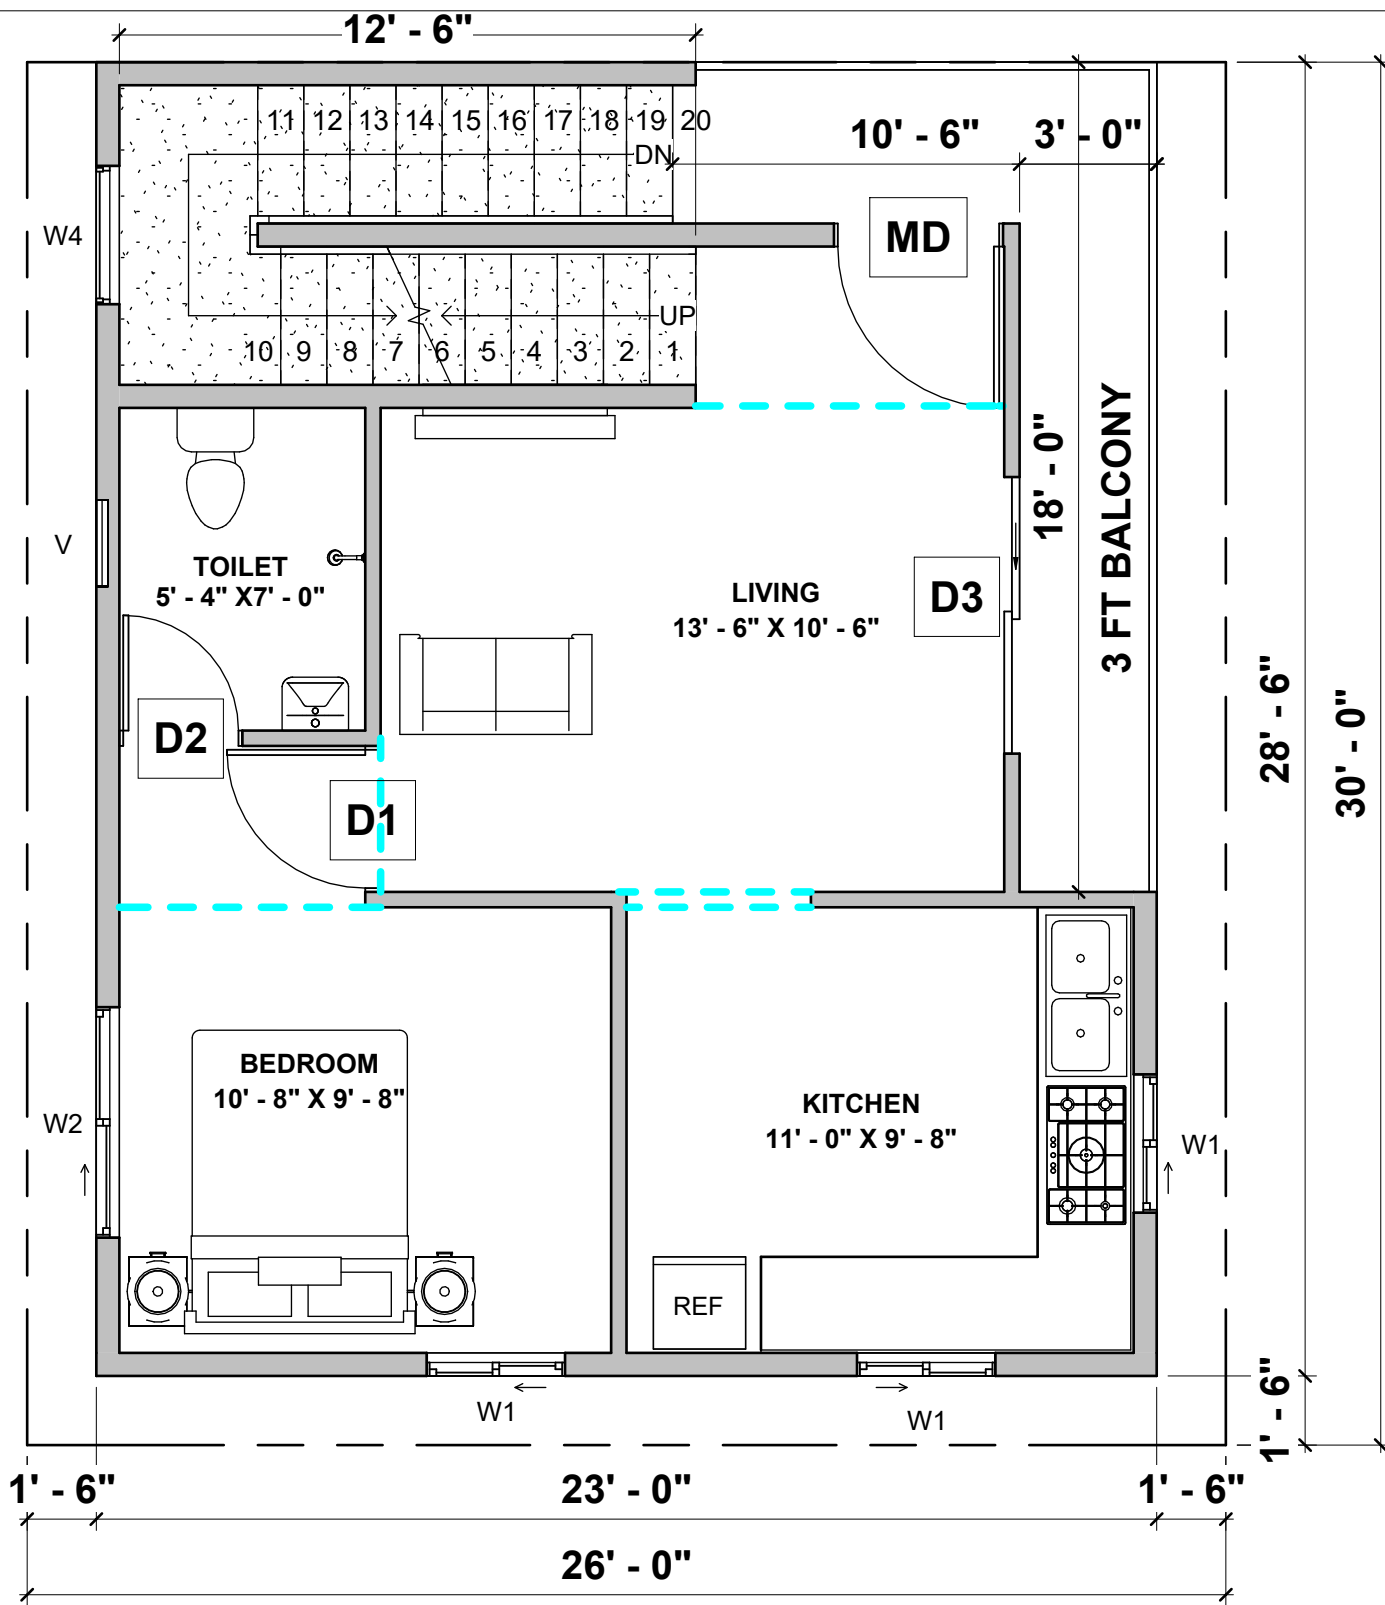 12' - 6"
11 12 13 14 15 16 17 18 19 20
10' - 6" 3' - 0"
DN
W4
MD
UP
10 9 8 7 6 5 4 3 2 1
18' - 0"
3 FT BALCONY
V
TOILET
5' - 4" X7' - 0"
LIVING
13' - 6" X 10' - 6"
D3
28' - 6"
30' - 0"
D2
D1
BEDROOM
10' - 8" X 9' - 8"
KITCHEN
11' - 0" X 9' - 8"
W2
W1
REF
W1
W1
1' - 6"
1' - 6"
23' - 0"
1' - 6"
26' - 0"